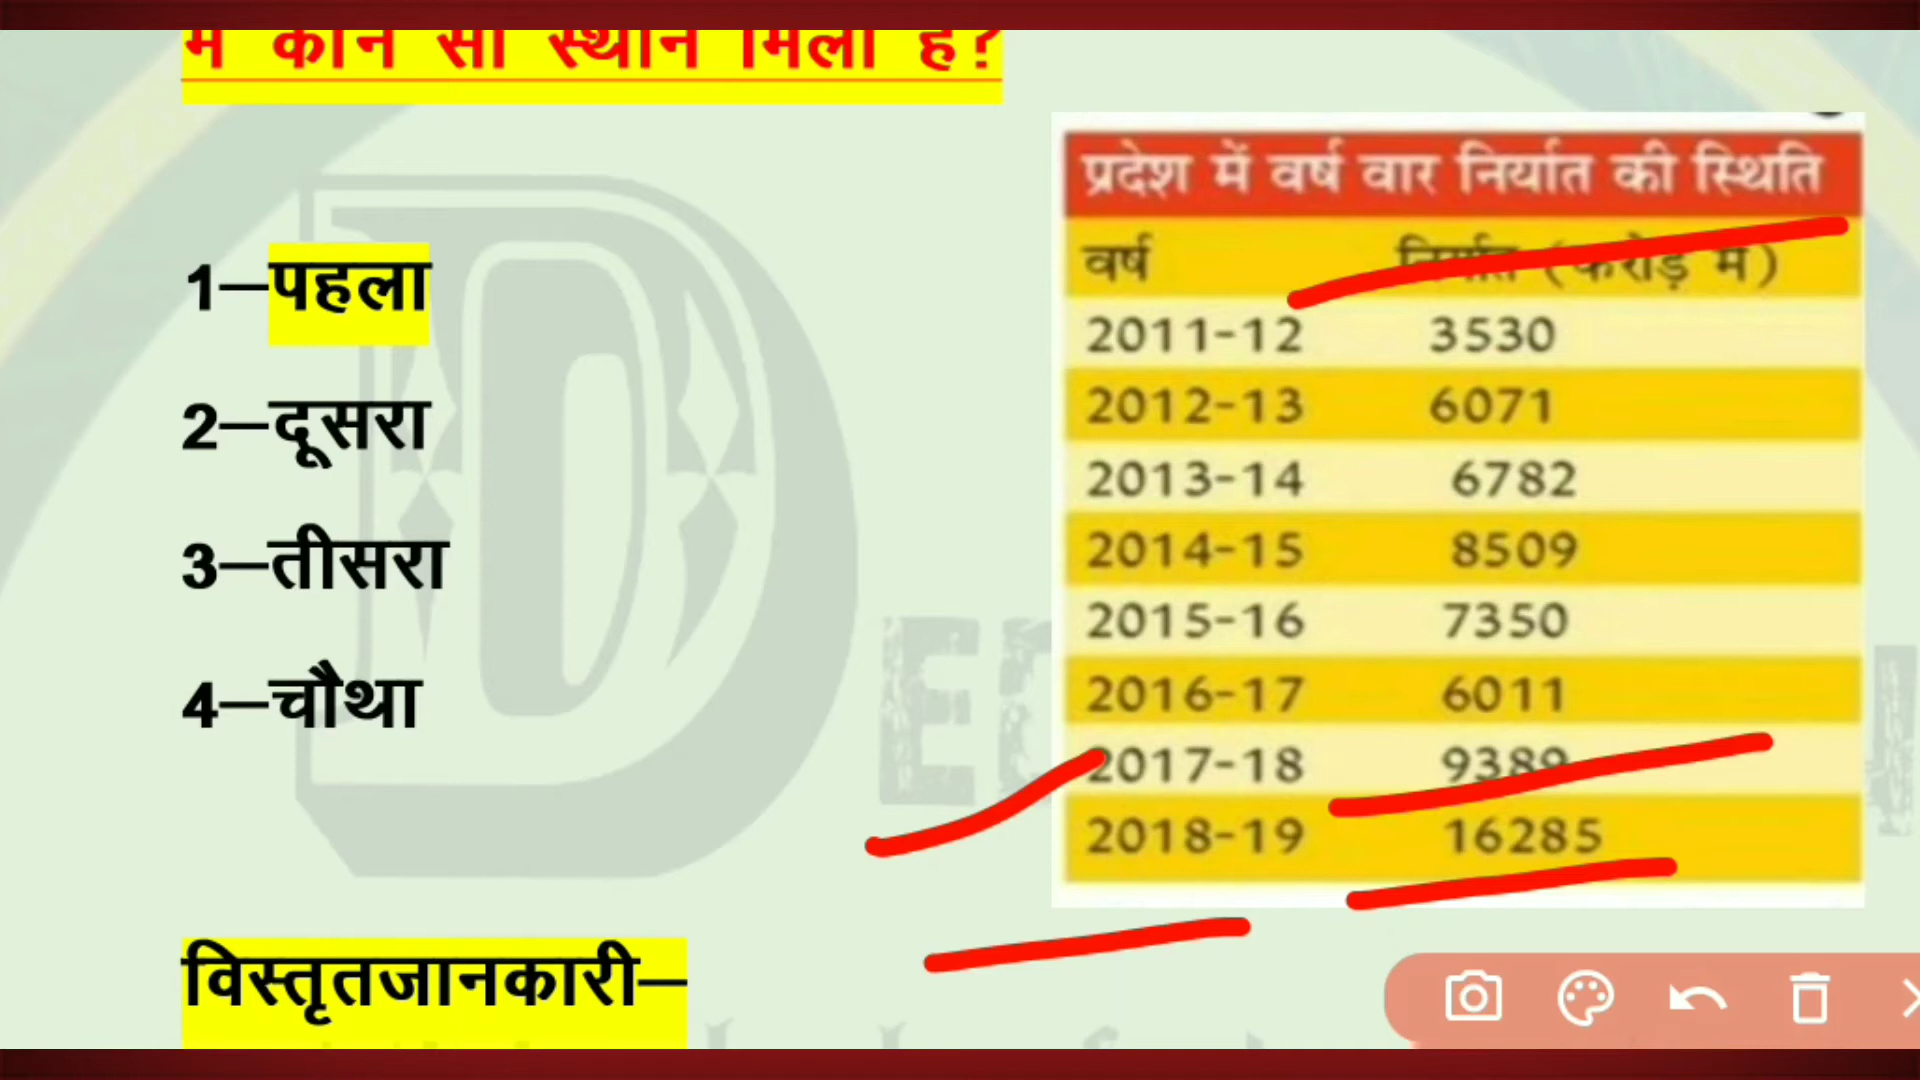 में कौन सा स्थान मिला है?
1–पहला
2–दूसरा
3–तीसरा
4–चौथा
प्रदेश में वर्ष वार निर्यात की स्थिति
वर्ष निर्यात (करोड़ में)
2011-12 3530
2012-13 6071
2013-14 6782
2014-15 8509
2015-16 7350
2016-17 6011
2017-18 9389
2018-19 16285
विस्तृतजानकारी–